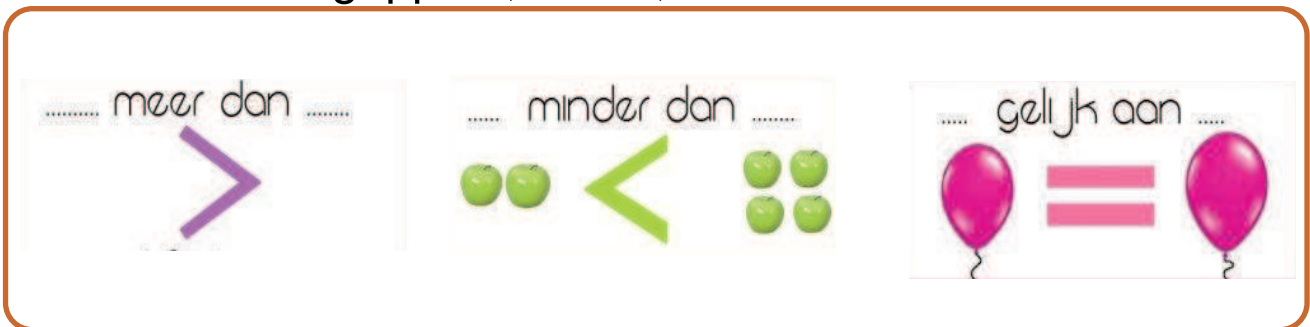 .......... meer dan ........
>
...... minder dan ........
<
..... gelijk aan .....
=